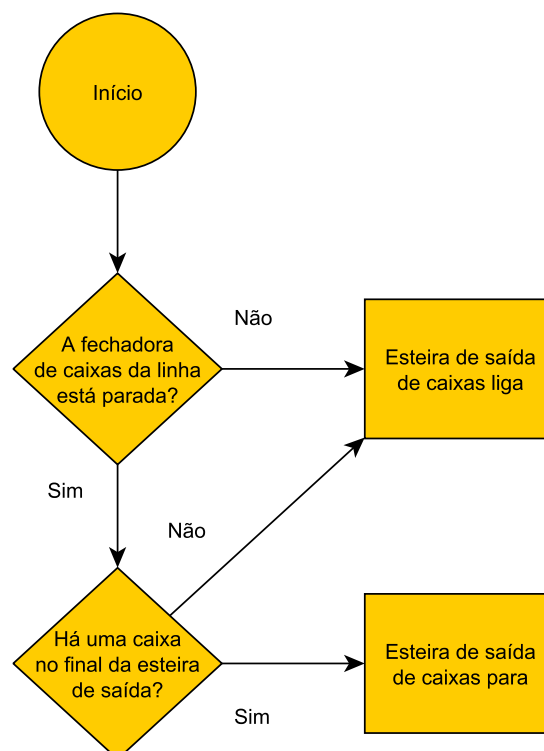 Início
Não
A fechadora
de caixas da linha
está parada?
Esteira de saída
de caixas liga
Sim
Não
Há uma caixa
no final da esteira
de saída?
Esteira de saída
de caixas para
Sim